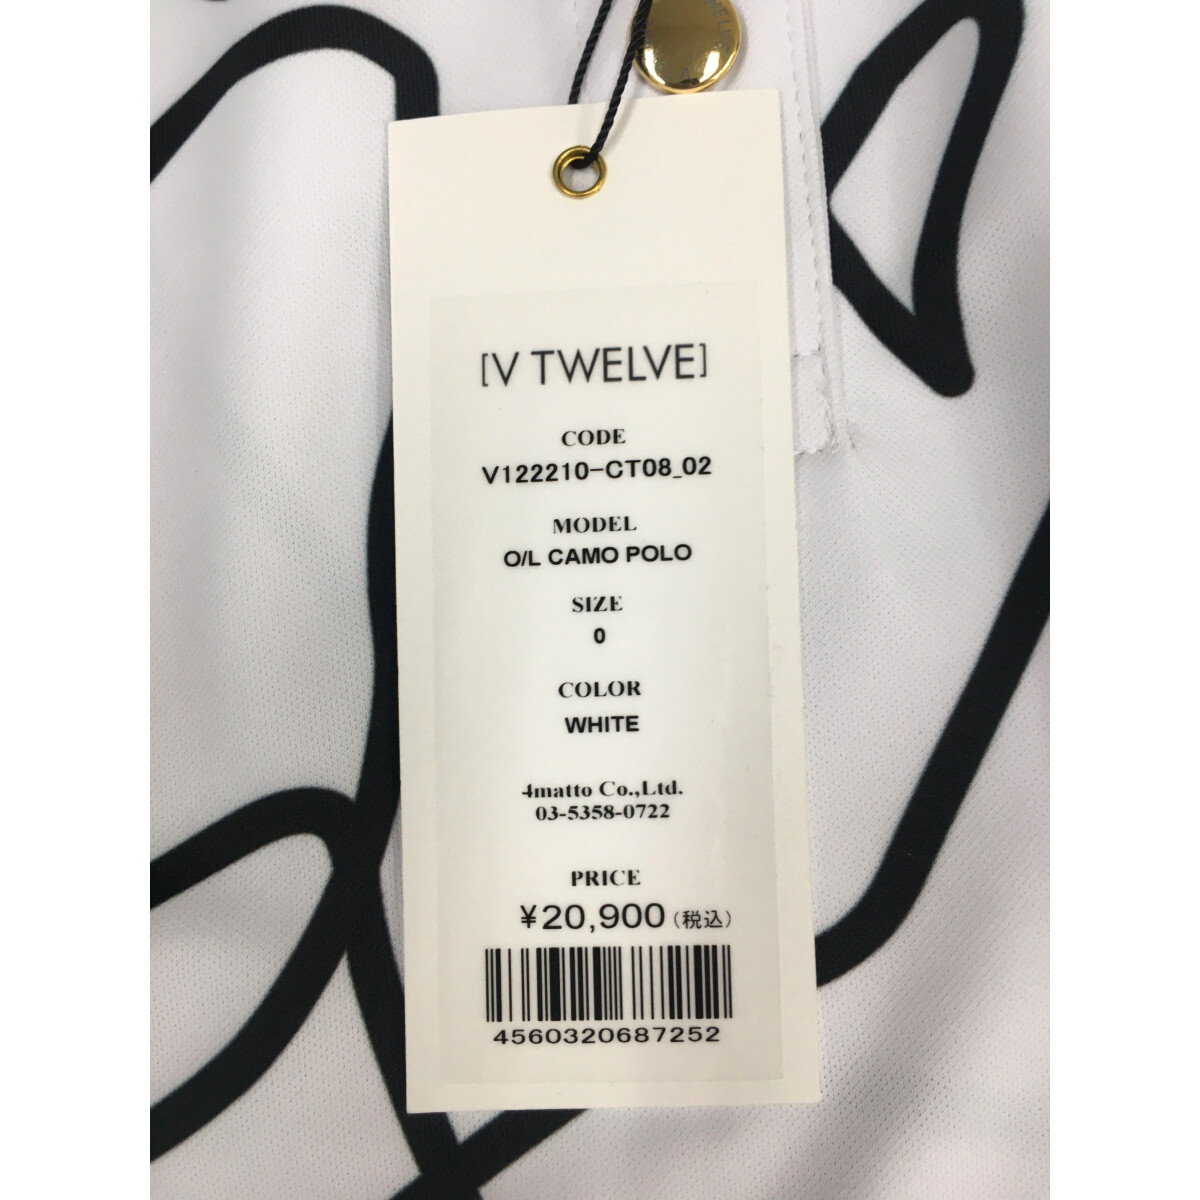 [V TWELVE]
CODE
V122210-CT08_02
MODEL
O/L CAMO POLO
SIZE
0
COLOR
WHITE
4matto Co.,Ltd.
03-5358-0722
PRICE
¥20,900(税込)
4560320687252